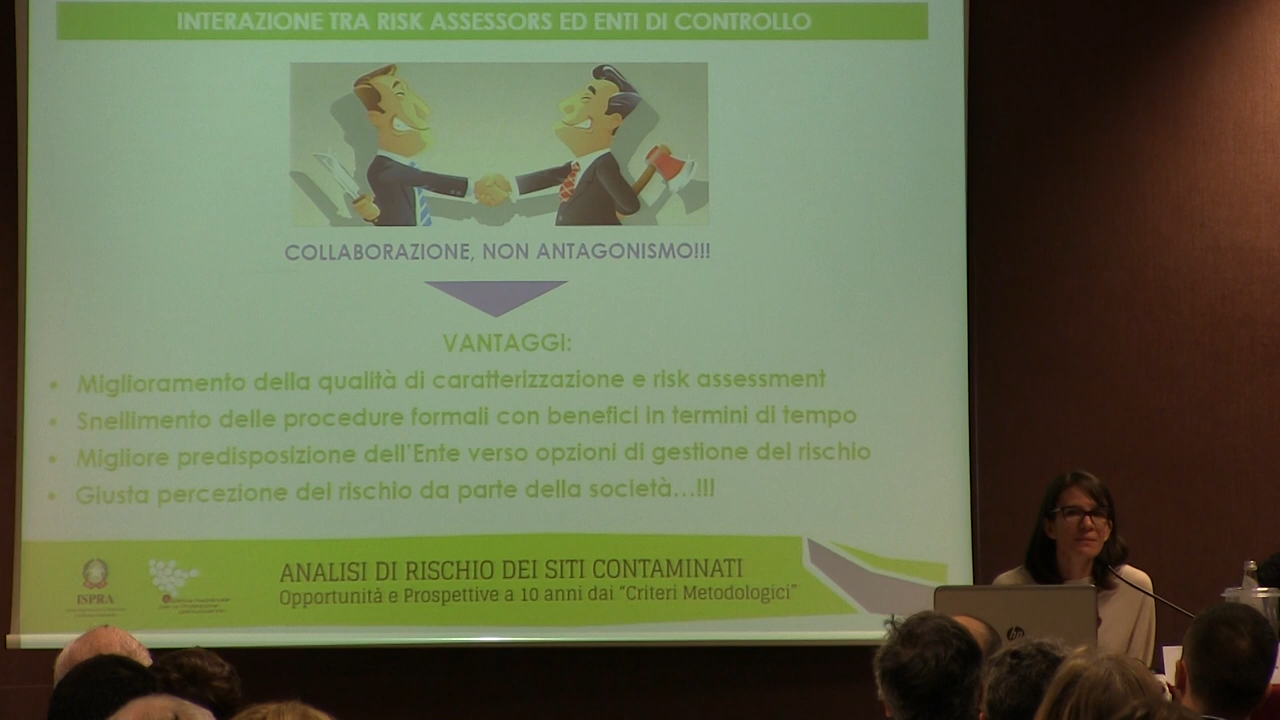 INTERAZIONE TRA RISK ASSESSORS ED ENTI DI CONTROLLO
COLLABORAZIONE, NON ANTAGONISMO!!!
VANTAGGI:
• Miglioramento della qualità di caratterizzazione e risk assessment
• Snellimento delle procedure formali con benefici in termini di tempo
• Migliore predisposizione dell'Ente verso opzioni di gestione del rischio
• Giusta percezione del rischio da parte della società...!!!
ISPRA
ANALISI DI RISCHIO DEI SITI CONTAMINATI
Opportunità e Prospettive a 10 anni dai "Criteri Metodologici"
hp